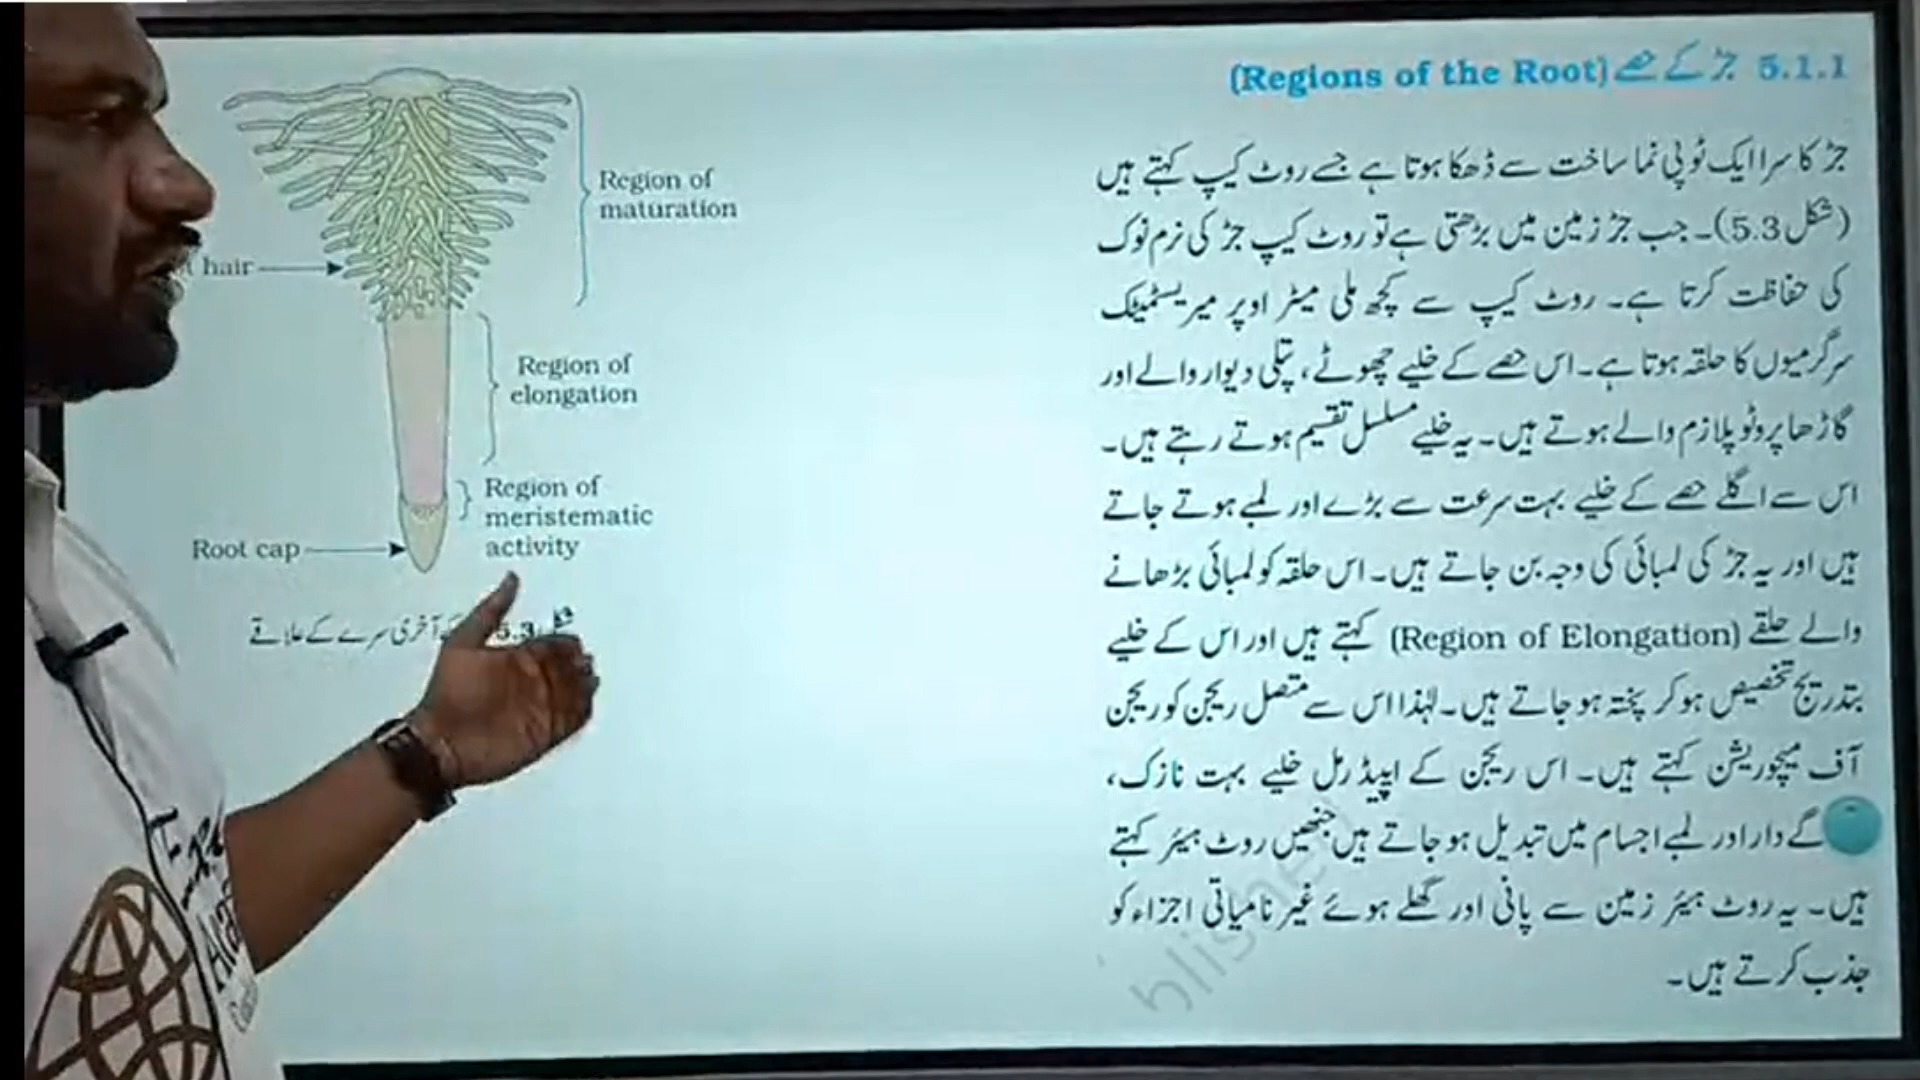 5.1.1 جڑ کے حصے (Regions of the Root)
جڑ کا سرا ایک ٹوپی نما ساخت سے ڈھکا ہوتا ہے جسے روٹ کیپ کہتے ہیں
(شکل 5.3)۔ جب جڑ زمین میں بڑھتی ہے تو روٹ کیپ جڑ کی نرم نوک
کی حفاظت کرتا ہے۔ روٹ کیپ سے کچھ ملی میٹر اوپر میریسٹمیٹک
سرگرمیوں کا حلقہ ہوتا ہے۔ اس حصے کے خلیے چھوٹے، پتلی دیوار والے اور
گاڑھا پروٹوپلازم والے ہوتے ہیں۔ یہ خلیے مسلسل تقسیم ہوتے رہتے ہیں۔
اس سے اگلے حصے کے خلیے بہت سرعت سے بڑے اور لمبے ہوتے جاتے
ہیں اور یہ جڑ کی لمبائی کی وجہ بن جاتے ہیں۔ اس حلقہ کو لمبائی بڑھانے
والے حلقے (Region of Elongation) کہتے ہیں اور اس کے خلیے
بتدریج تخصیص ہو کر پختہ ہو جاتے ہیں۔ لہٰذا اس سے متصل ریجن کو ریجن
آف میچوریشن کہتے ہیں۔ اس ریجن کے اپیڈرمل خلیے بہت نازک،
گے دار اور لمبے اجسام میں تبدیل ہو جاتے ہیں جنھیں روٹ ہیئر کہتے
ہیں۔ یہ روٹ ہیئر زمین سے پانی اور گھلے ہوئے غیر نامیاتی اجزاء کو
جذب کرتے ہیں۔
Region of
maturation
hair
Region of
elongation
Region of
meristematic
activity
Root cap
5.3 آخری سرے کے علاقے
blishe